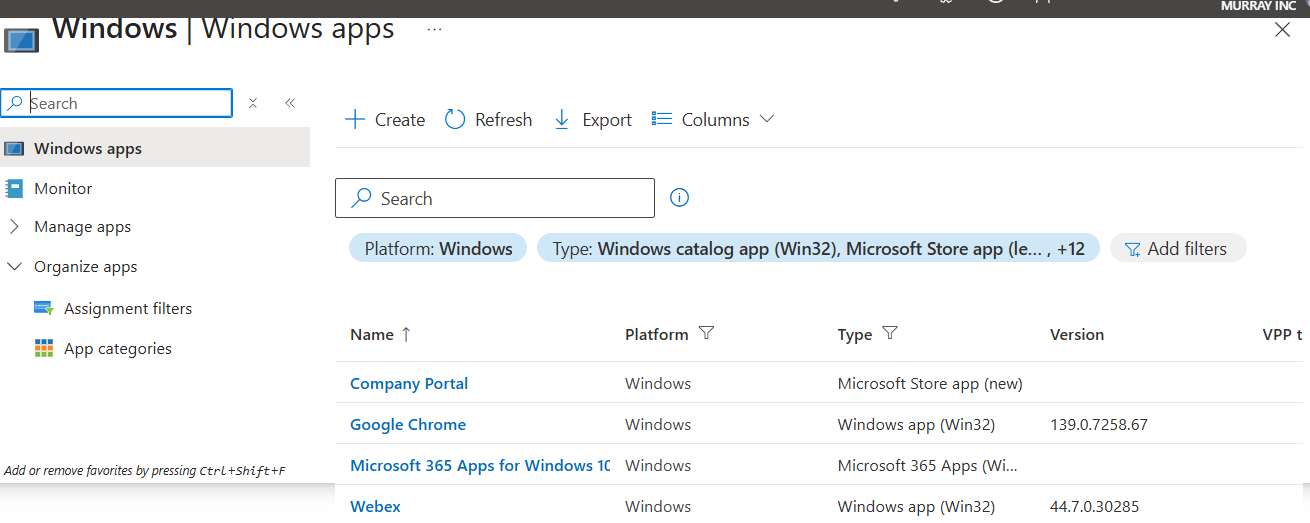 MURRAY INC
Windows | Windows apps ...
Search
Create Refresh Export Columns
Windows apps
Monitor
Search
Manage apps
Platform: Windows Type: Windows catalog app (Win32), Microsoft Store app (le... , +12 Add filters
Organize apps
Assignment filters
Name ↑ Platform Type Version VPP t
App categories
Company Portal Windows Microsoft Store app (new)
Google Chrome Windows Windows app (Win32) 139.0.7258.67
Microsoft 365 Apps for Windows 10 Windows Microsoft 365 Apps (Wi...
Add or remove favorites by pressing Ctrl+Shift+F
Webex Windows Windows app (Win32) 44.7.0.30285